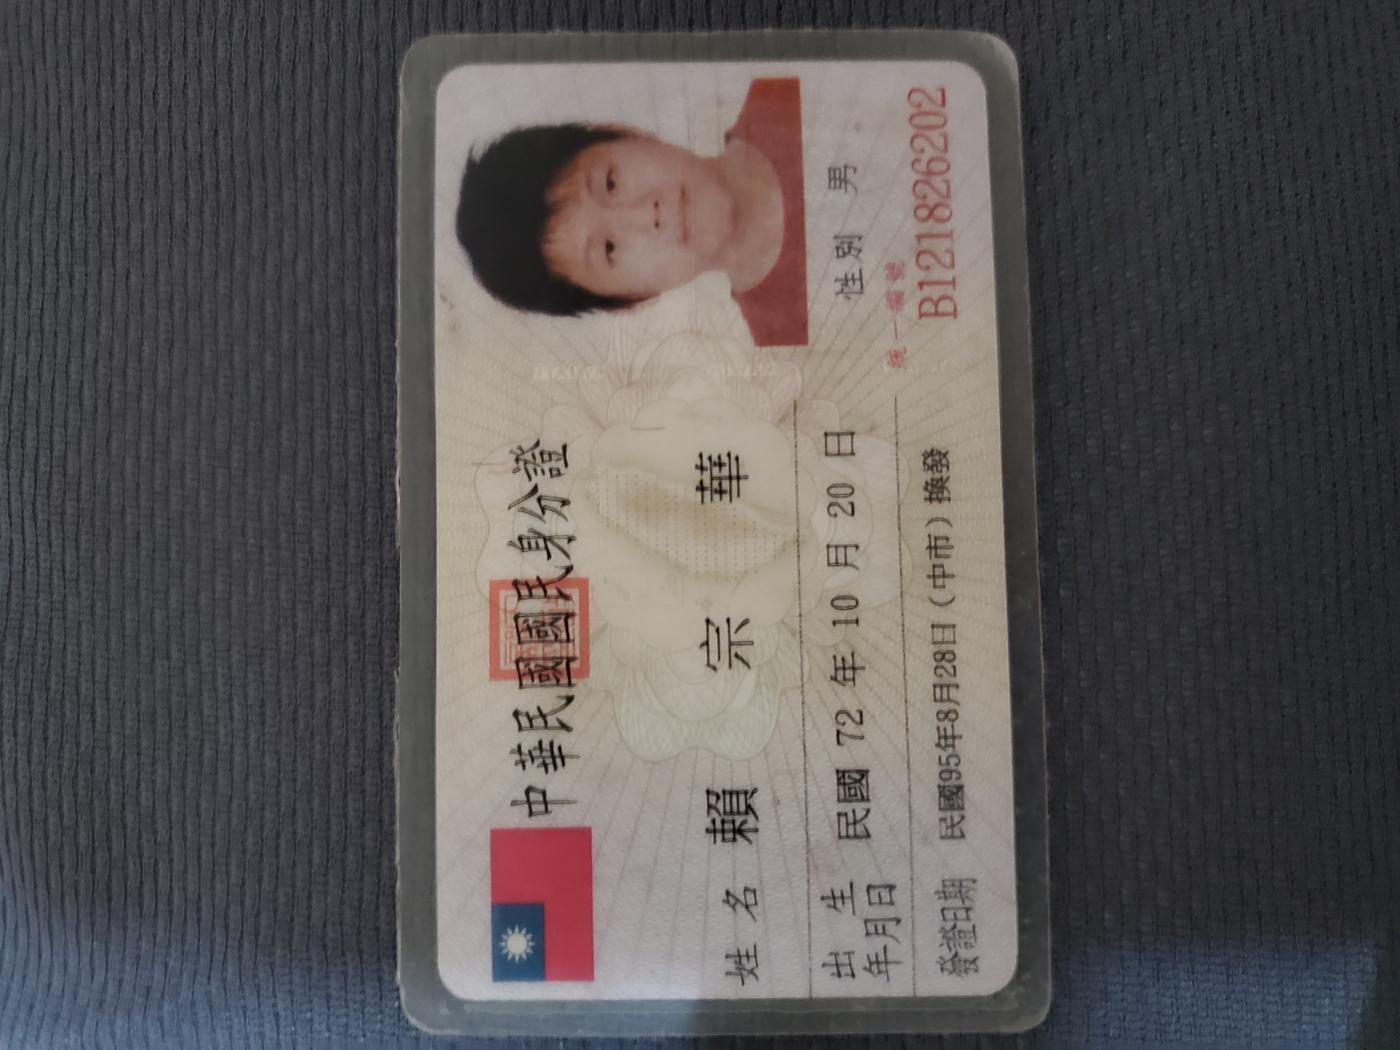 中華民國國民身分證
姓名 賴宗華
出生年月日 民國 72 年 10 月 20 日
性別 男
發證日期 民國95年8月28日（中市）換發
統一編號
B121826202